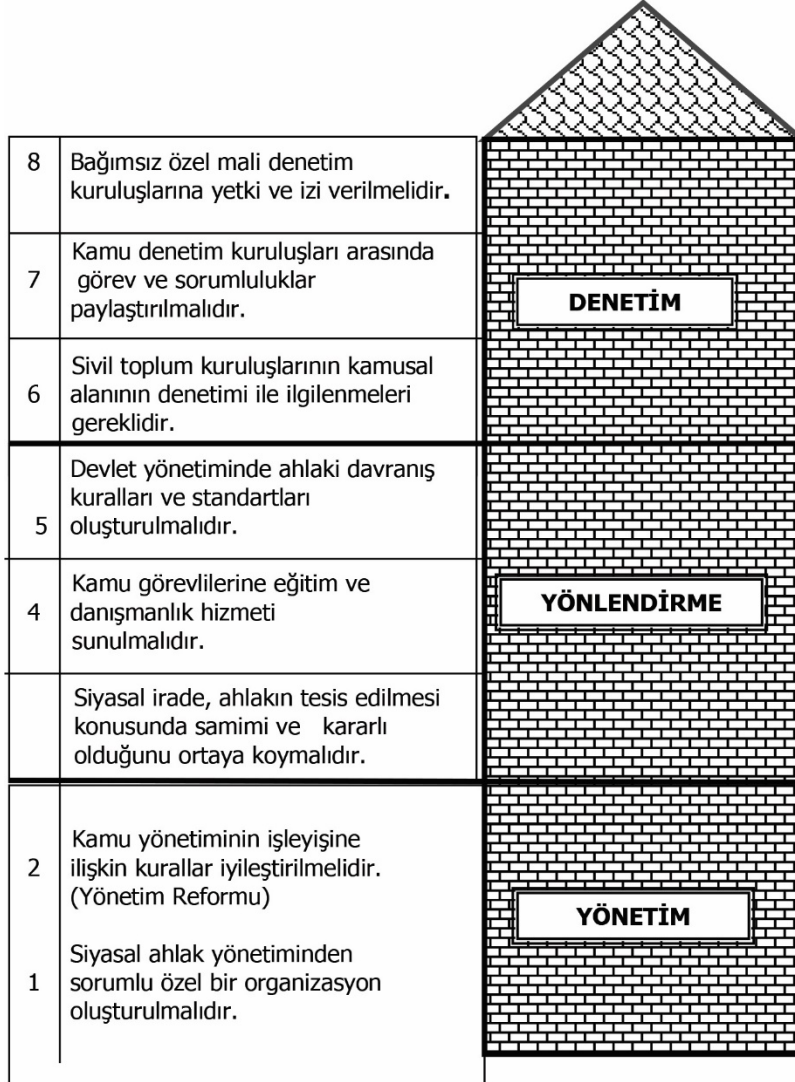 8 Bağımsız özel mali denetim
kuruluşlarına yetki ve izi verilmelidir.
Kamu denetim kuruluşları arasında
7 görev ve sorumluluklar
paylaştırılmalıdır.
DENETİM
Sivil toplum kuruluşlarının kamusal
6 alanının denetimi ile ilgilenmeleri
gereklidir.
Devlet yönetiminde ahlaki davranış
kuralları ve standartları
5 oluşturulmalıdır.
Kamu görevlilerine eğitim ve
4 danışmanlık hizmeti
sunulmalıdır.
YÖNLENDİRME
Siyasal irade, ahlakın tesis edilmesi
konusunda samimi ve kararlı
olduğunu ortaya koymalıdır.
Kamu yönetiminin işleyişine
2 ilişkin kurallar iyileştirilmelidir.
(Yönetim Reformu)
YÖNETİM
Siyasal ahlak yönetiminden
1 sorumlu özel bir organizasyon
oluşturulmalıdır.